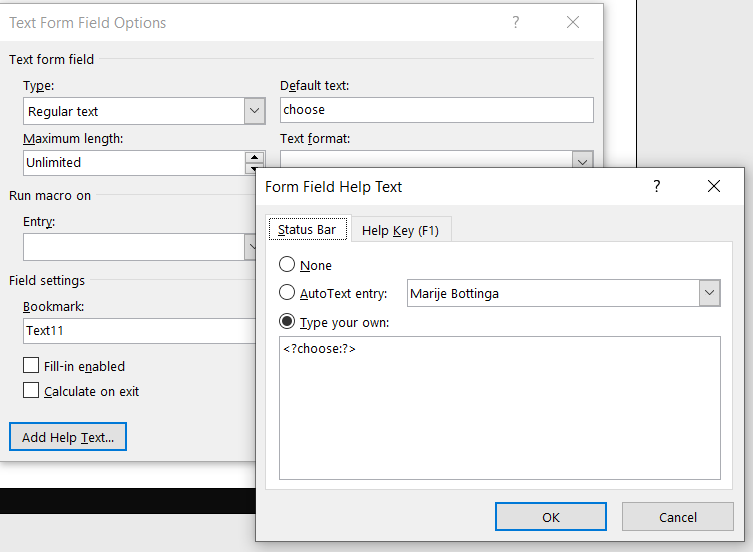 Text Form Field Options
Text form field
Type:
Default text:
Regular text
choose
Maximum length:
Text format:
Unlimited
Run macro on
Entry:
Field settings
Bookmark:
Text11
Fill-in enabled
Calculate on exit
Add Help Text...
Form Field Help Text
Status Bar
Help Key (F1)
None
AutoText entry:
Marije Bottinga
Type your own:
<?choose:?>
OK
Cancel